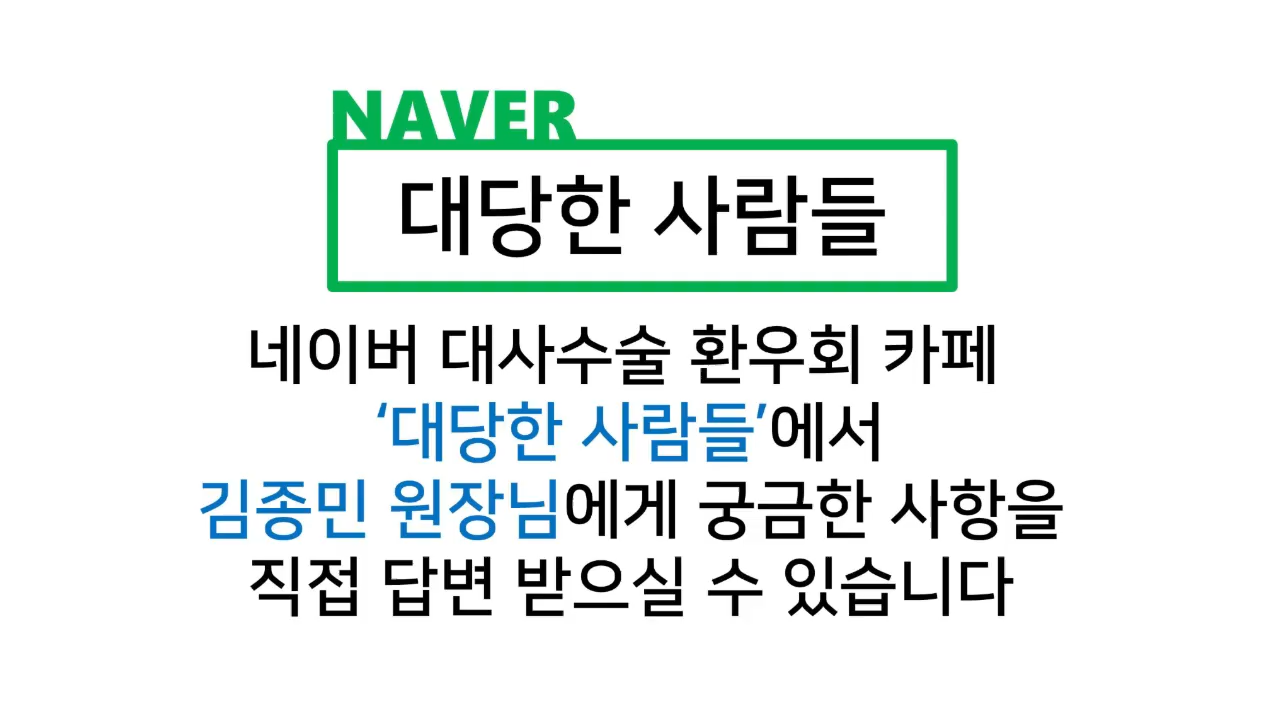 NAVER
대당한 사람들
네이버 대사수술 환우회 카페
‘대당한 사람들’에서
김종민 원장님에게 궁금한 사항을
직접 답변 받으실 수 있습니다